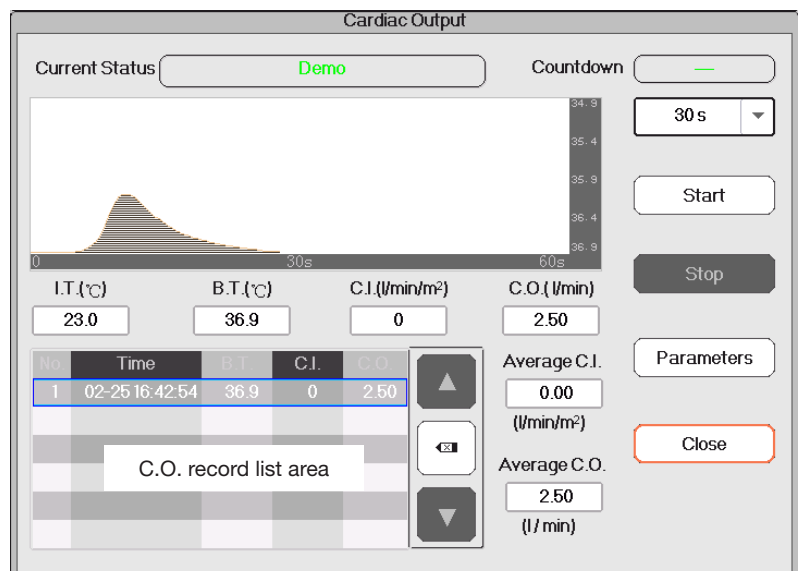 Cardiac Output
Current Status Demo Countdown —
30 s
34.9
35.4
35.9
36.4
36.9
0 30s 60s
Start
Stop
I.T.(℃) B.T.(℃) C.I.(l/min/m²) C.O.( l/min)
23.0 36.9 0 2.50
No. Time B.T. C.I. C.O.
1 02-25 16:42:54 36.9 0 2.50
C.O. record list area
Average C.I.
0.00
(l/min/m²)
Average C.O.
2.50
(l / min)
Parameters
Close